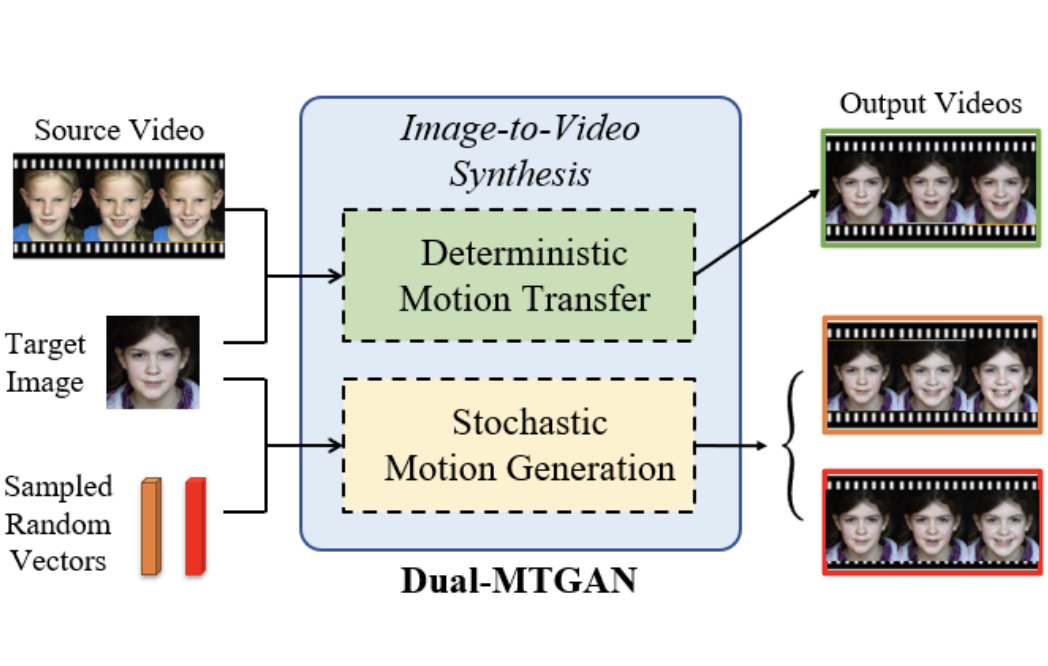 Source Video
Target
Image
Sampled
Random
Vectors
Image-to-Video
Synthesis
Deterministic
Motion Transfer
Stochastic
Motion Generation
Dual-MTGAN
Output Videos